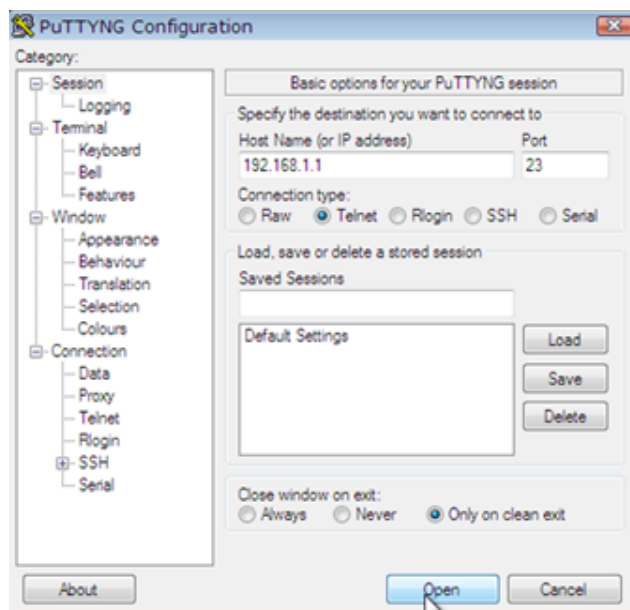 PuTTYNG Configuration
Category:
Session
Logging
Terminal
Keyboard
Bell
Features
Window
Appearance
Behaviour
Translation
Selection
Colours
Connection
Data
Proxy
Telnet
Rlogin
SSH
Serial
Basic options for your PuTTYNG session
Specify the destination you want to connect to
Host Name (or IP address) Port
192.168.1.1 23
Connection type:
Raw Telnet Rlogin SSH Serial
Load, save or delete a stored session
Saved Sessions
Default Settings
Load
Save
Delete
Close window on exit:
Always Never Only on clean exit
About Open Cancel